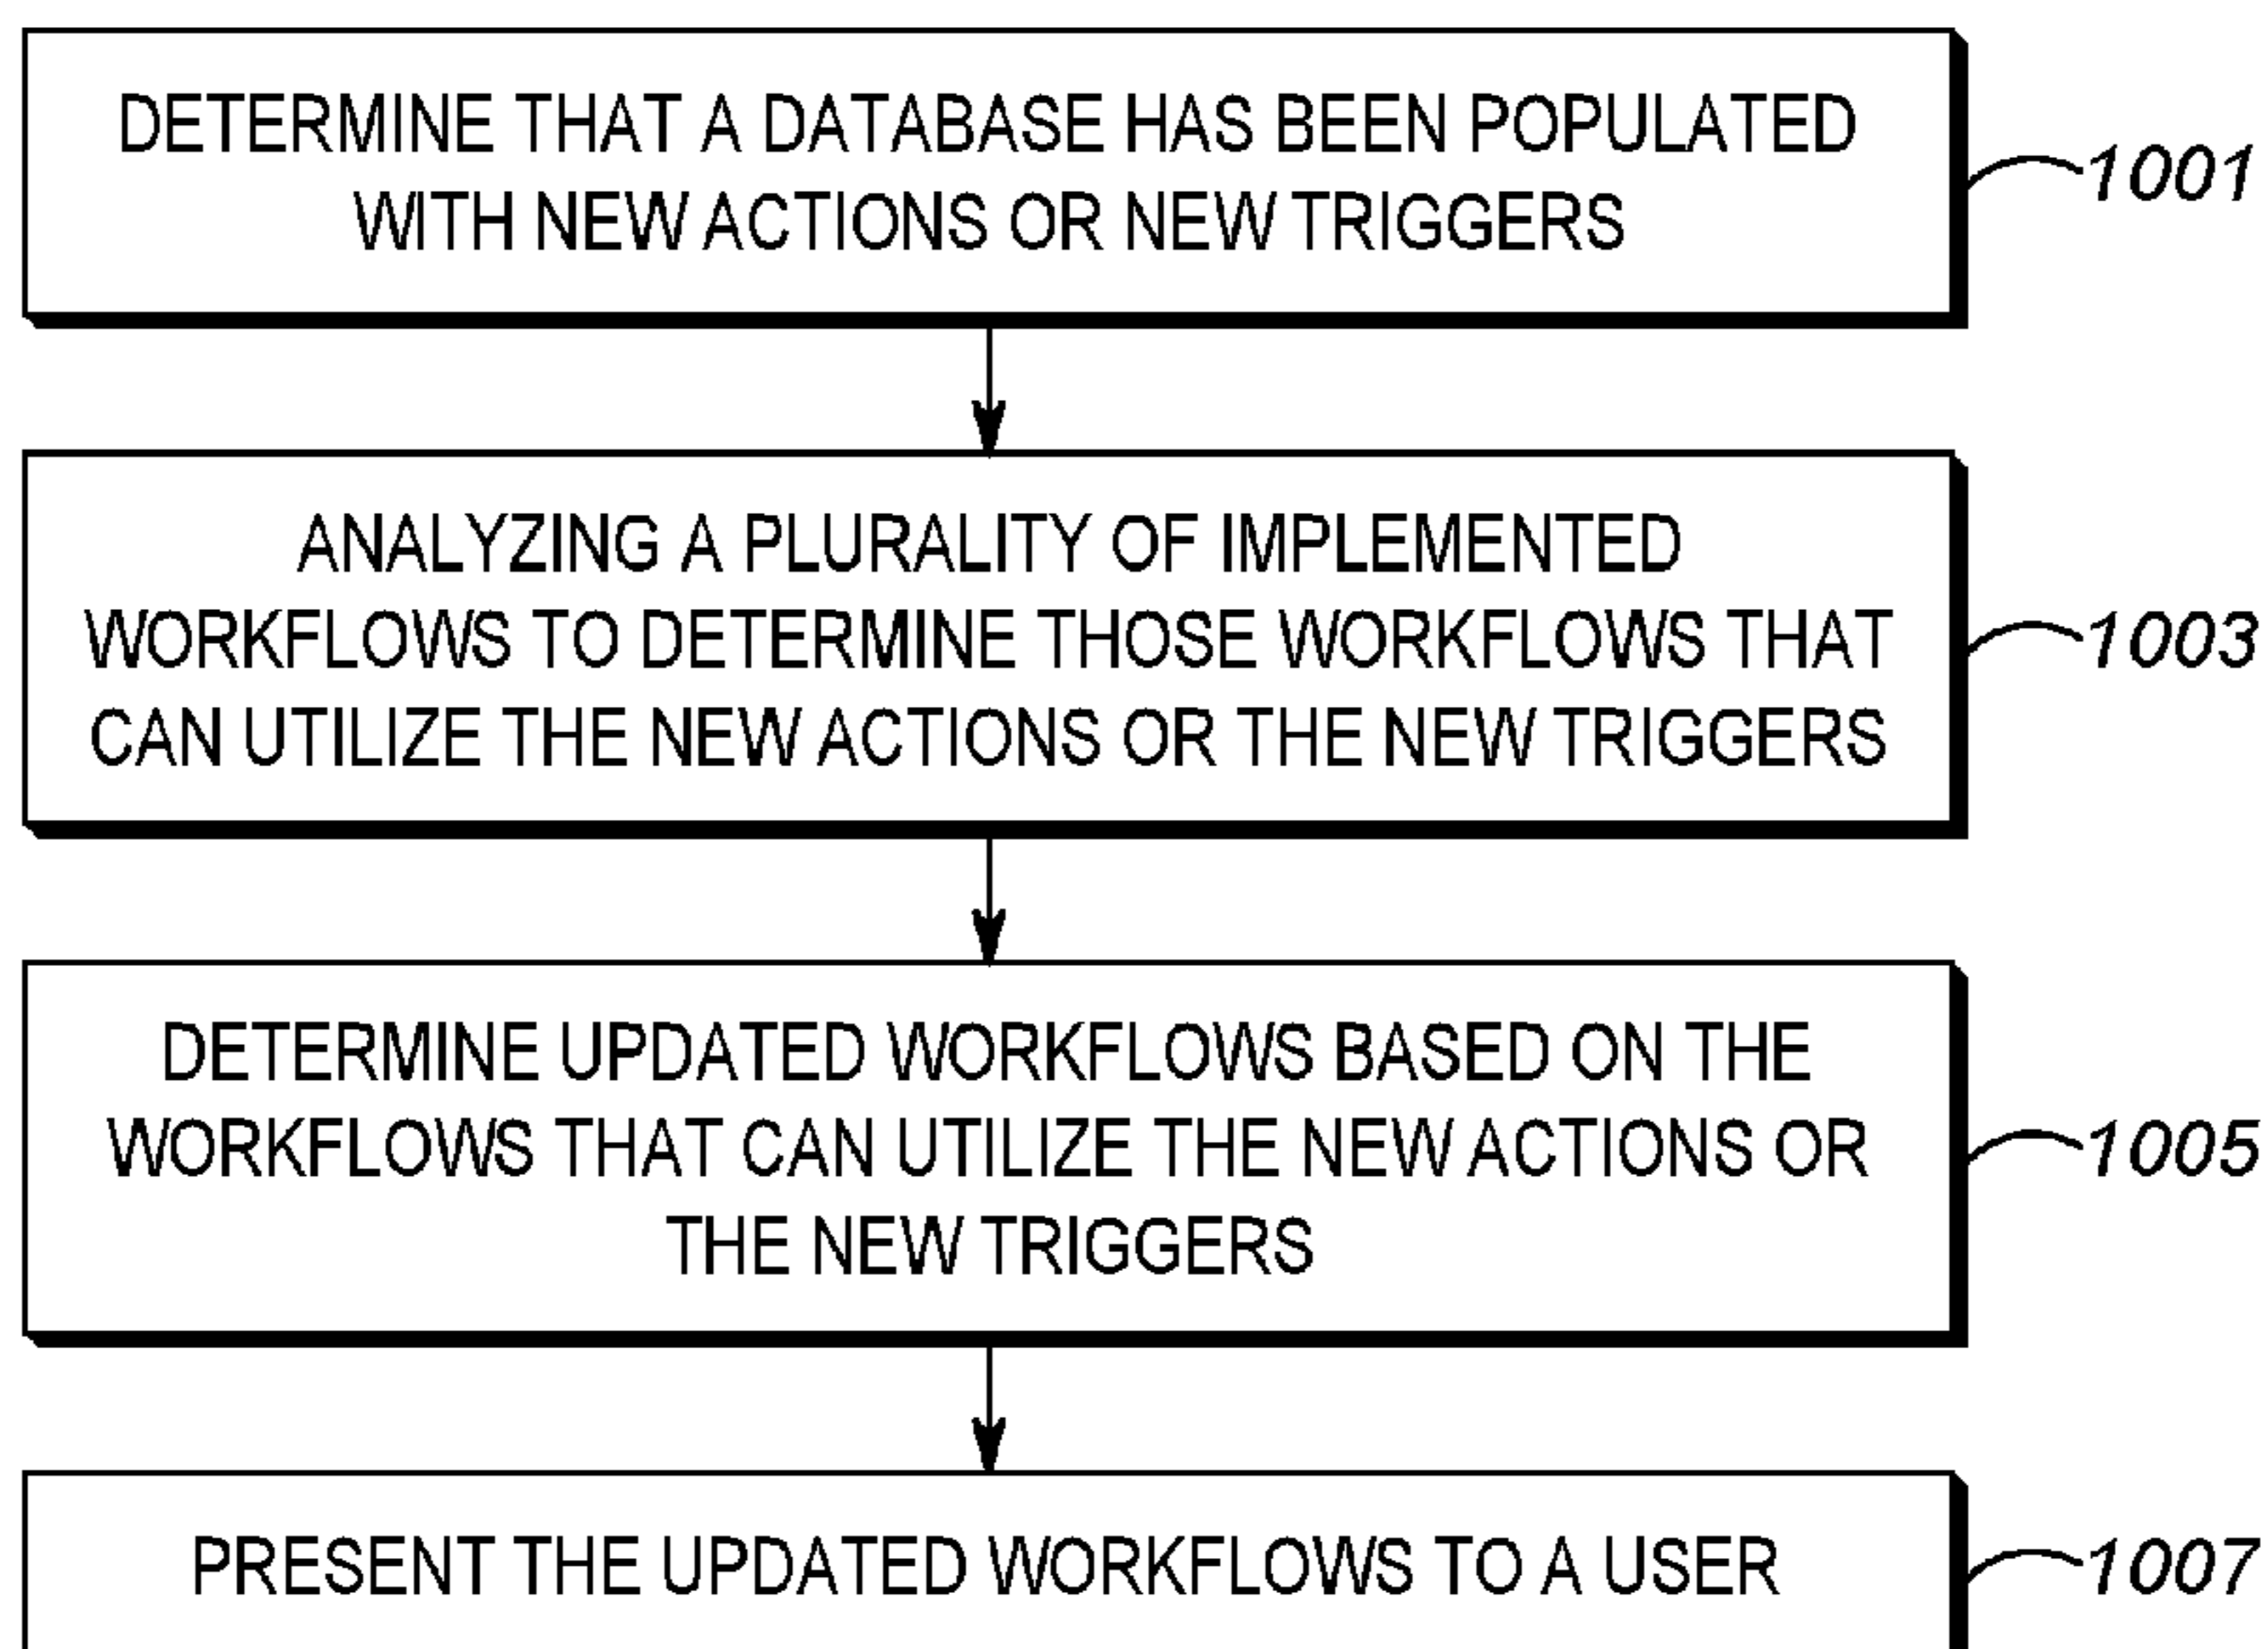 DETERMINE THAT A DATABASE HAS BEEN POPULATED
WITH NEW ACTIONS OR NEW TRIGGERS
1001
ANALYZING A PLURALITY OF IMPLEMENTED
WORKFLOWS TO DETERMINE THOSE WORKFLOWS THAT
CAN UTILIZE THE NEW ACTIONS OR THE NEW TRIGGERS
1003
DETERMINE UPDATED WORKFLOWS BASED ON THE
WORKFLOWS THAT CAN UTILIZE THE NEW ACTIONS OR
THE NEW TRIGGERS
1005
PRESENT THE UPDATED WORKFLOWS TO A USER
1007